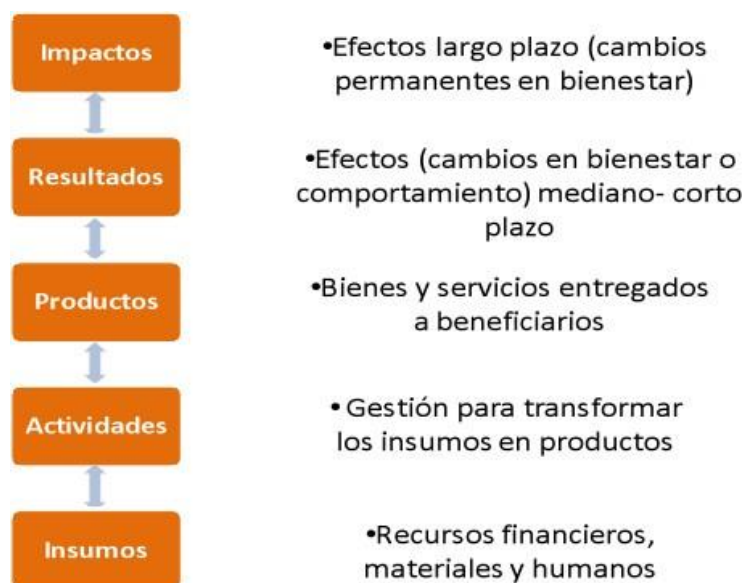 Impactos
•Efectos largo plazo (cambios
permanentes en bienestar)
Resultados
•Efectos (cambios en bienestar o
comportamiento) mediano- corto
plazo
Productos
•Bienes y servicios entregados
a beneficiarios
Actividades
• Gestión para transformar
los insumos en productos
Insumos
•Recursos financieros,
materiales y humanos